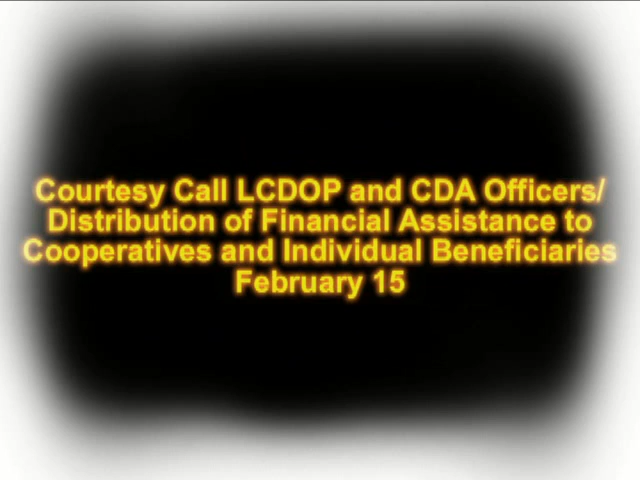 Courtesy Call LCDOP and CDA Officers/
Distribution of Financial Assistance to
Cooperatives and Individual Beneficiaries
February 15